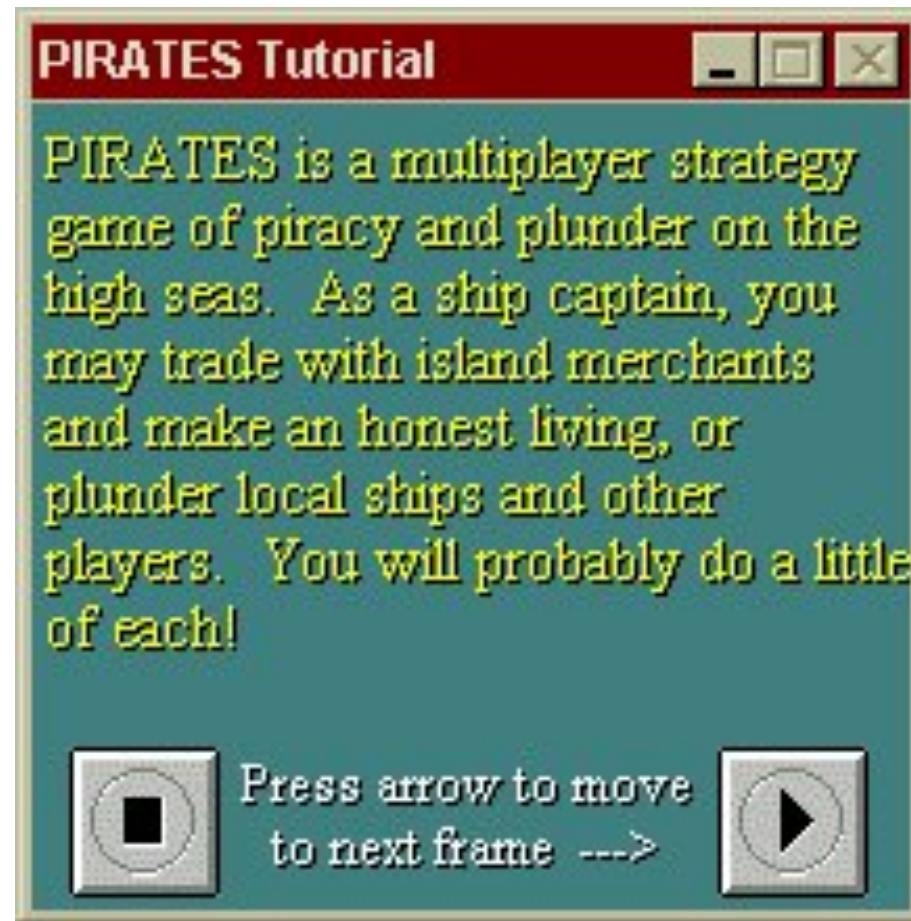 PIRATES Tutorial
PIRATES is a multiplayer strategy
game of piracy and plunder on the
high seas.  As a ship captain, you
may trade with island merchants
and make an honest living, or
plunder local ships and other
players.  You will probably do a little
of each!
Press arrow to move
to next frame --->